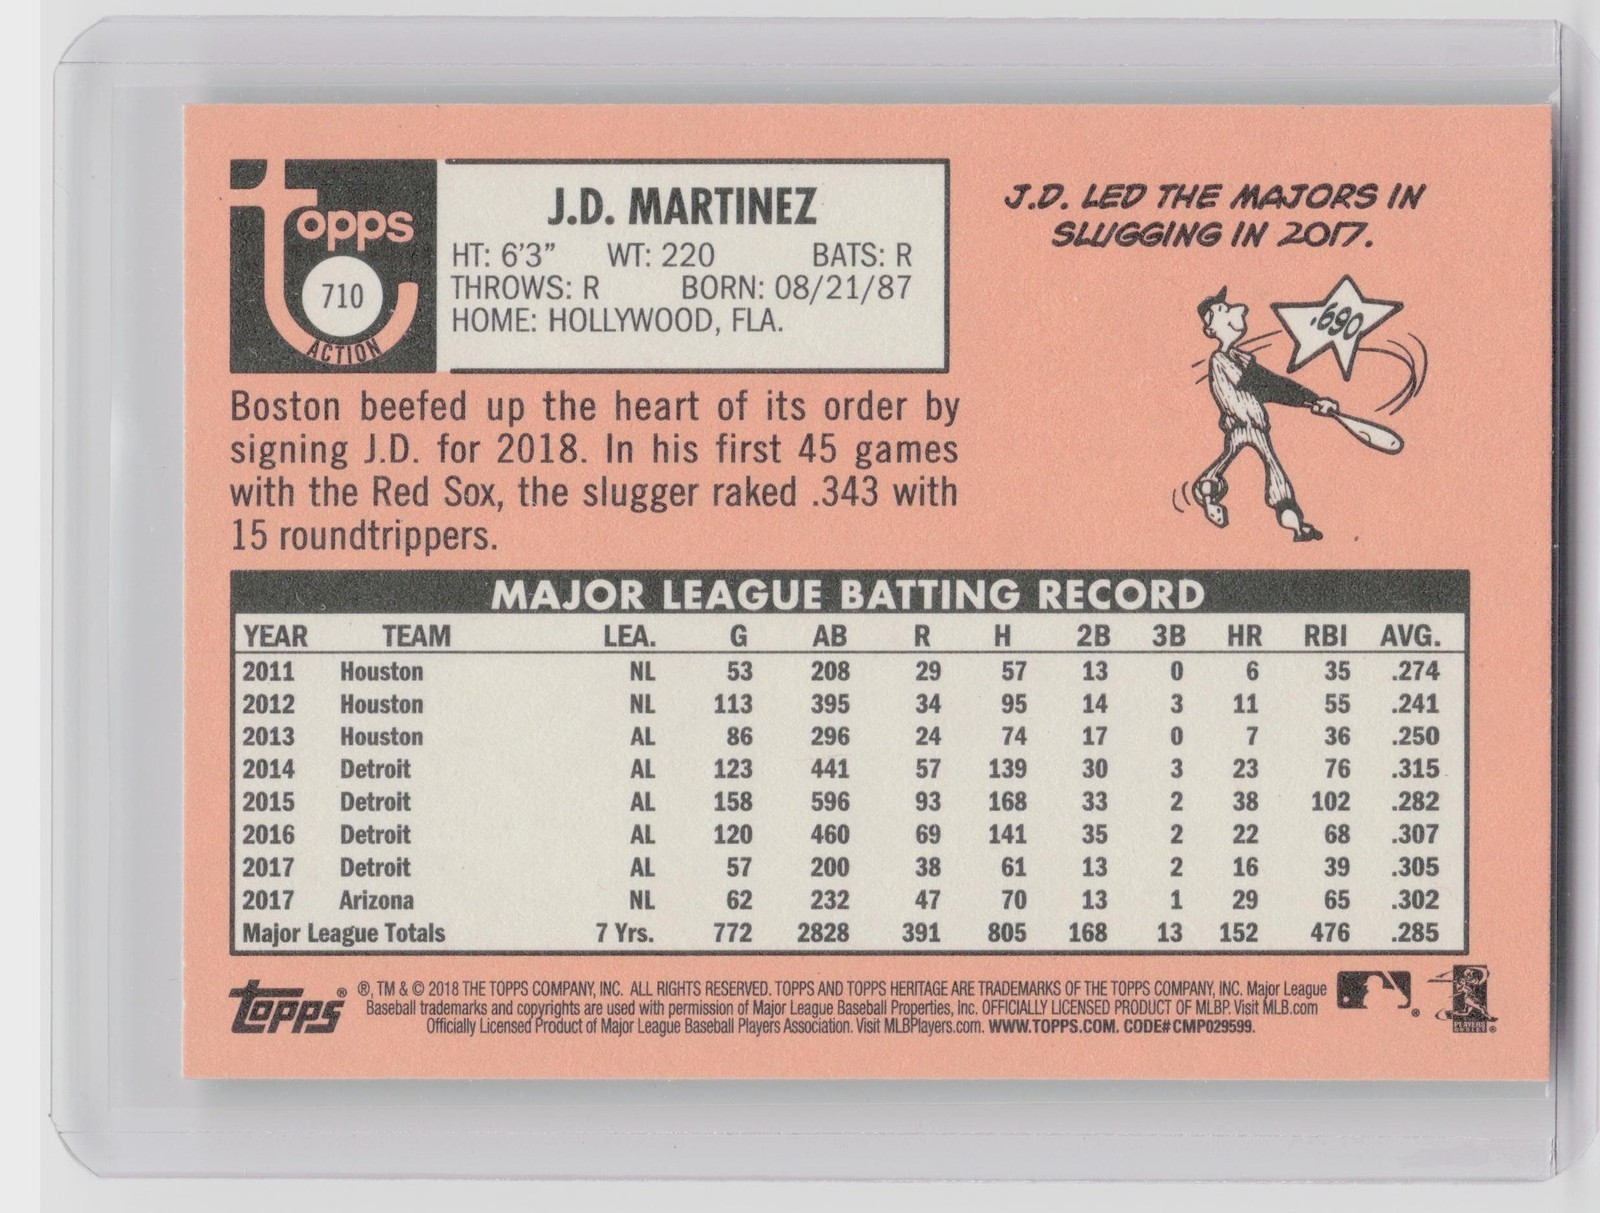 topps
710
ACTION
J.D. MARTINEZ
HT: 6'3” WT: 220 BATS: R
THROWS: R BORN: 08/21/87
HOME: HOLLYWOOD, FLA.
J.D. LED THE MAJORS IN
SLUGGING IN 2017.
.690
Boston beefed up the heart of its order by
signing J.D. for 2018. In his first 45 games
with the Red Sox, the slugger raked .343 with
15 roundtrippers.
MAJOR LEAGUE BATTING RECORD
YEAR TEAM LEA. G AB R H 2B 3B HR RBI AVG.
2011 Houston NL 53 208 29 57 13 0 6 35 .274
2012 Houston NL 113 395 34 95 14 3 11 55 .241
2013 Houston AL 86 296 24 74 17 0 7 36 .250
2014 Detroit AL 123 441 57 139 30 3 23 76 .315
2015 Detroit AL 158 596 93 168 33 2 38 102 .282
2016 Detroit AL 120 460 69 141 35 2 22 68 .307
2017 Detroit AL 57 200 38 61 13 2 16 39 .305
2017 Arizona NL 62 232 47 70 13 1 29 65 .302
Major League Totals 7 Yrs. 772 2828 391 805 168 13 152 476 .285
topps® ®, TM & © 2018 THE TOPPS COMPANY, INC. ALL RIGHTS RESERVED. TOPPS AND TOPPS HERITAGE ARE TRADEMARKS OF THE TOPPS COMPANY, INC. Major League
Baseball trademarks and copyrights are used with permission of Major League Baseball Properties, Inc. OFFICIALLY LICENSED PRODUCT OF MLBP. Visit MLB.com
Officially Licensed Product of Major League Baseball Players Association. Visit MLBPlayers.com. WWW.TOPPS.COM. CODE# CMP029599.